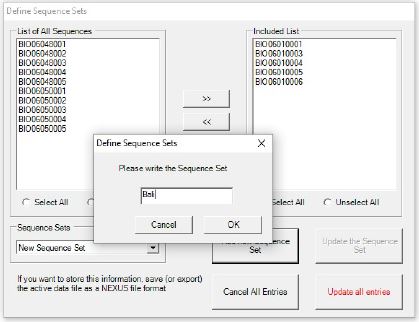 Define Sequence Sets
List of All Sequences
BIO06048001
BIO06048002
BIO06048003
BIO06048004
BIO06048005
BIO06050001
BIO06050002
BIO06050003
BIO06050004
BIO06050005
Select All
>>
<<
Included List
BIO06010001
BIO06010003
BIO06010004
BIO06010005
BIO06010006
Select All
Unselect All
Define Sequence Sets
Please write the Sequence Set
Bali
Cancel
OK
Sequence Sets
New Sequence Set
Sequence
Set
Update the Sequence
Set
If you want to store this information, save (or export)
the active data file as a NEXUS file format
Cancel All Entries
Update all entries